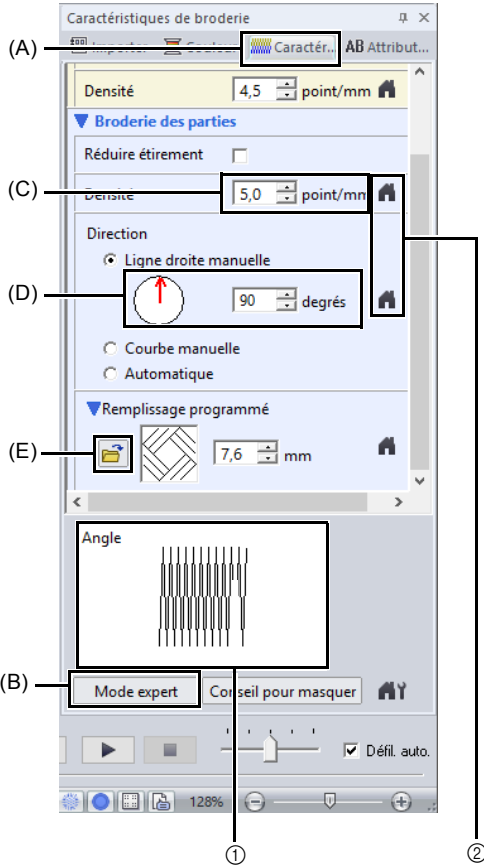 Caractéristiques de broderie
(A) Importer Couleur Caractér... AB Attribut...
Densité 4,5 point/mm
Broderie des parties
Réduire étirement
(C) Densité 5,0 point/mm
Direction
Ligne droite manuelle
(D) 90 degrés
Courbe manuelle
Automatique
Remplissage programmé
(E) 7,6 mm
Angle
(B) Mode expert Conseil pour masquer
Défil. auto.
128%
① ②